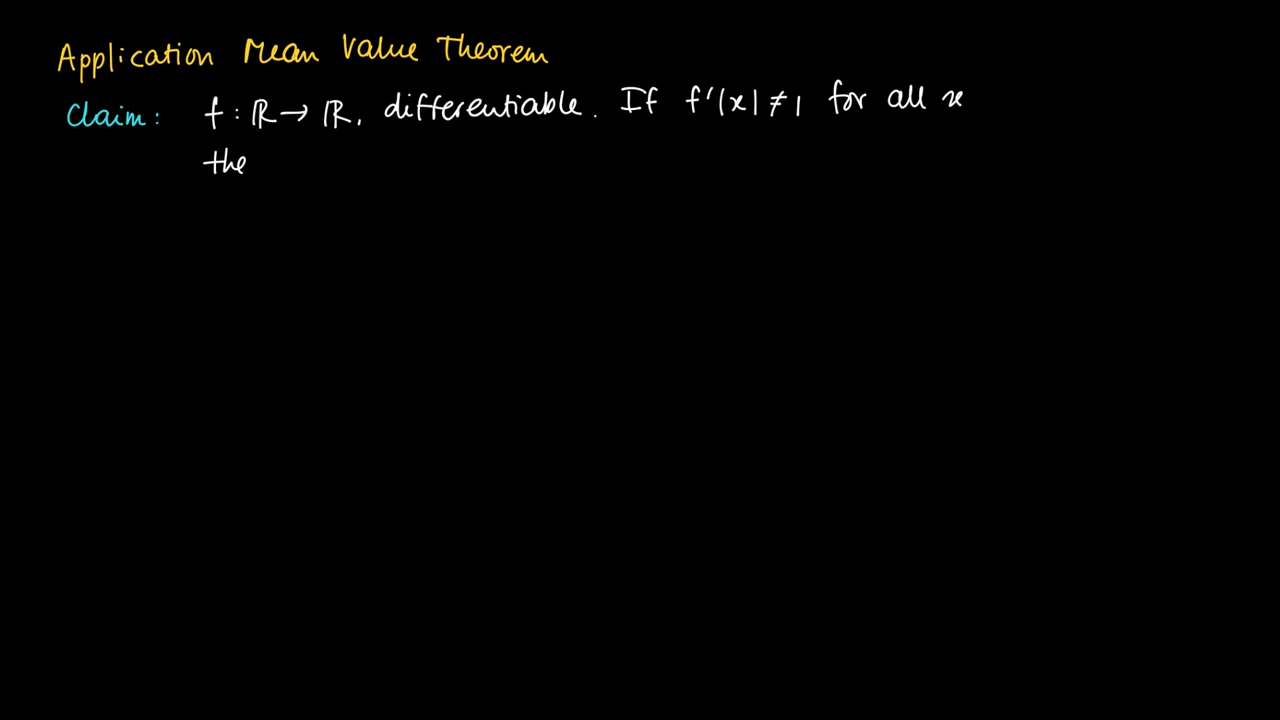 Application Mean Value Theorem
Claim: f : ℝ → ℝ, differentiable. If f'(x) ≠ 1 for all x
the